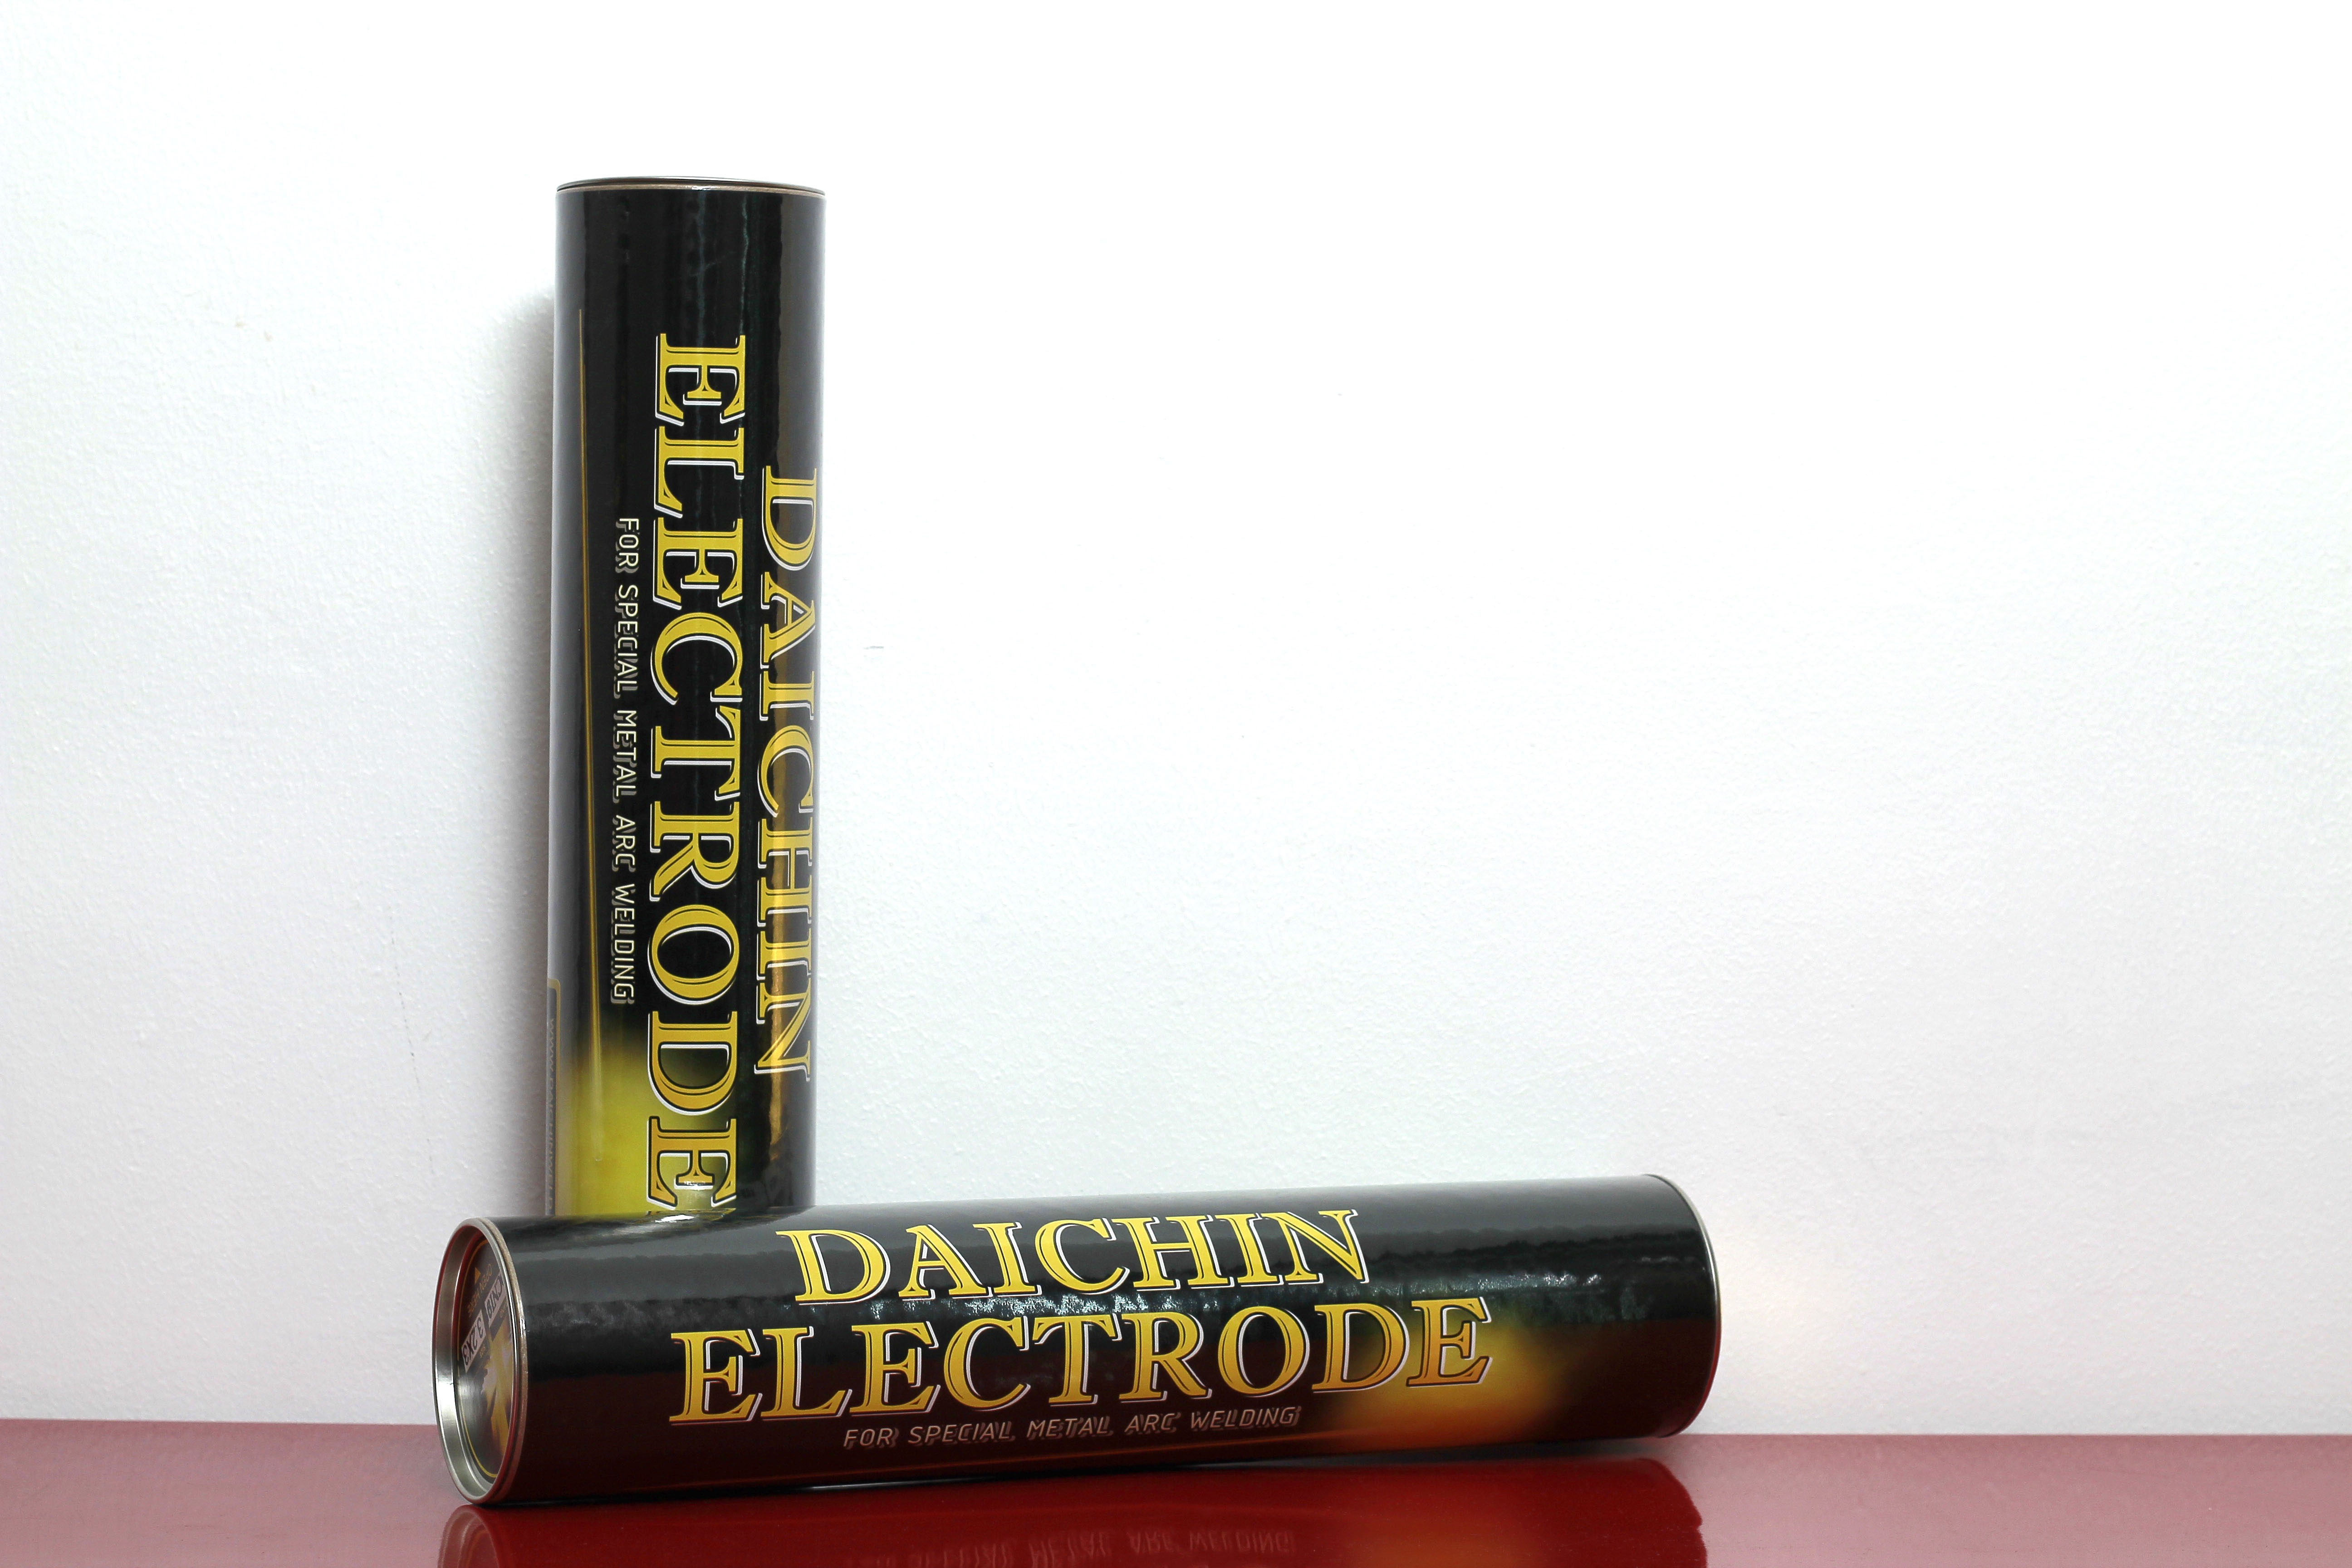 DAICHIN
ELECTRODE
FOR SPECIAL METAL ARC WELDING
DAICHIN
ELECTRODE
FOR SPECIAL METAL ARC WELDING